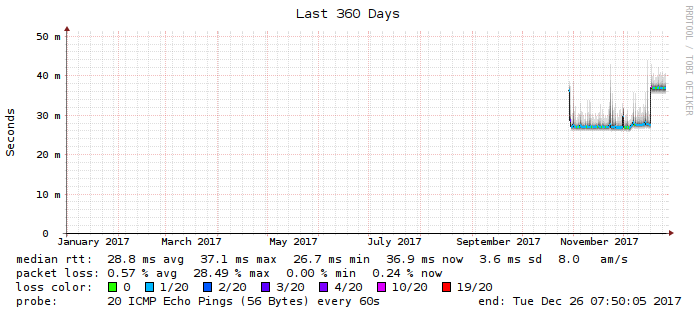 Last 360 Days
RRDTOOL / TOBI OETIKER
Seconds
50 m
40 m
30 m
20 m
10 m
0
January 2017 March 2017 May 2017 July 2017 September 2017 November 2017
median rtt: 28.8 ms avg 37.1 ms max 26.7 ms min 36.9 ms now 3.6 ms sd 8.0 am/s
packet loss: 0.57 % avg 28.49 % max 0.00 % min 0.24 % now
loss color: 0 1/20 2/20 3/20 4/20 10/20 19/20
probe: 20 ICMP Echo Pings (56 Bytes) every 60s end: Tue Dec 26 07:50:05 2017